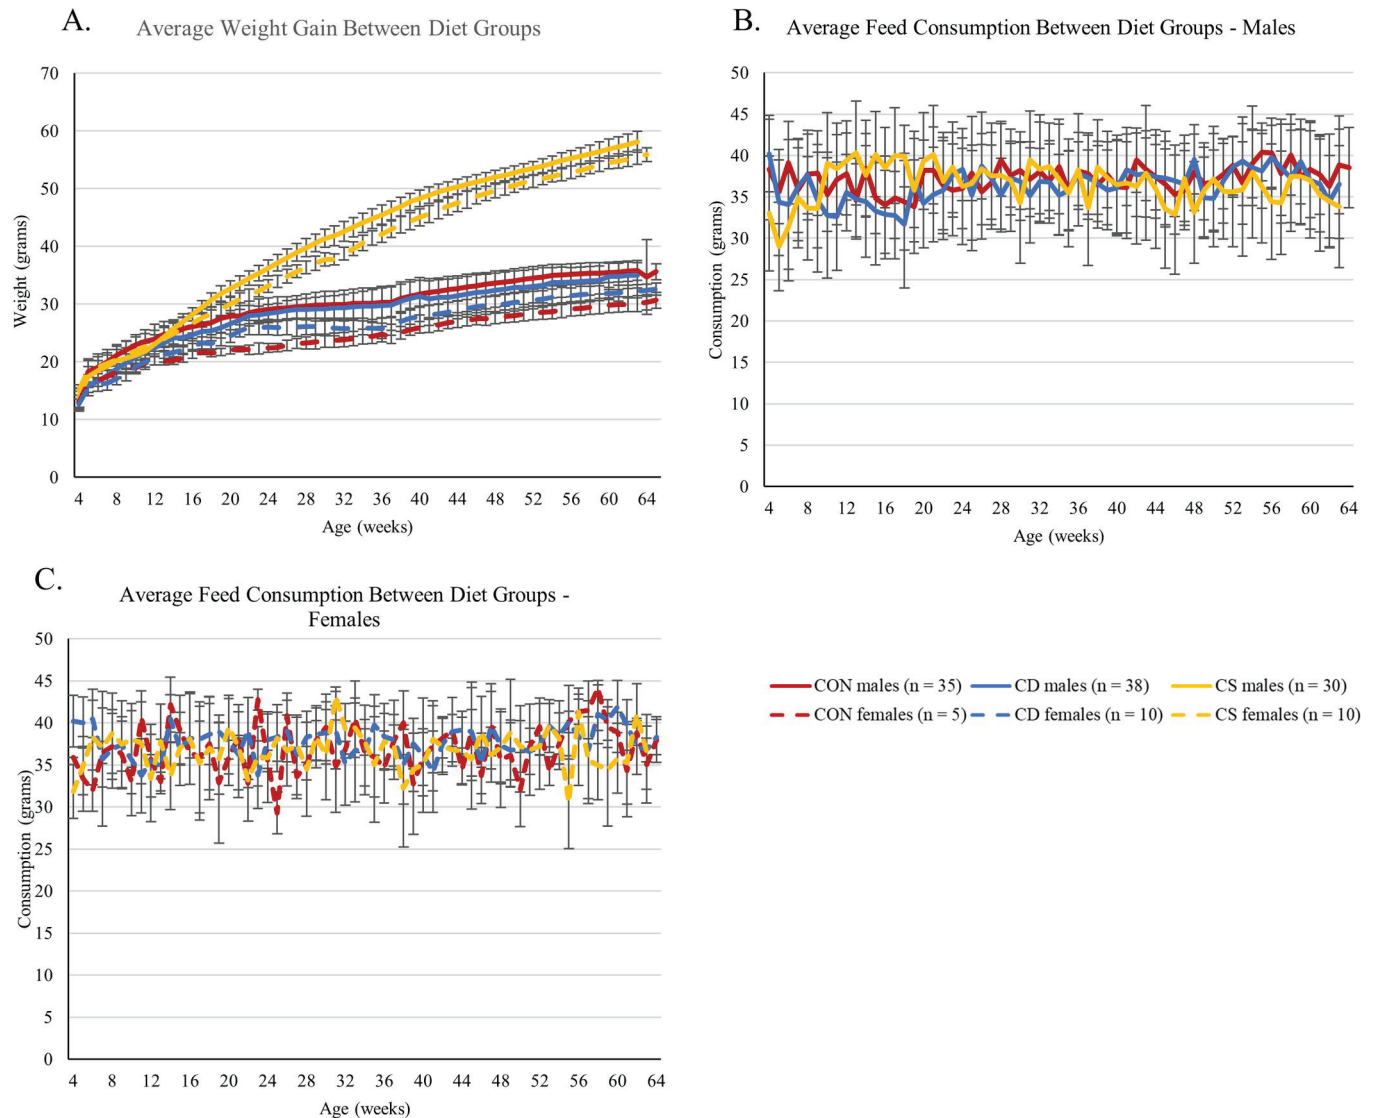 A.
Average Weight Gain Between Diet Groups
70
60
50
40
30
20
10
0
Weight (grams)
4 8 12 16 20 24 28 32 36 40 44 48 52 56 60 64
Age (weeks)
B.
Average Feed Consumption Between Diet Groups - Males
50
45
40
35
30
25
20
15
10
5
0
Consumption (grams)
4 8 12 16 20 24 28 32 36 40 44 48 52 56 60 64
Age (weeks)
C.
Average Feed Consumption Between Diet Groups -
Females
50
45
40
35
30
25
20
15
10
5
0
Consumption (grams)
4 8 12 16 20 24 28 32 36 40 44 48 52 56 60 64
Age (weeks)
CON males (n = 35) CD males (n = 38) CS males (n = 30)
CON females (n = 5) CD females (n = 10) CS females (n = 10)